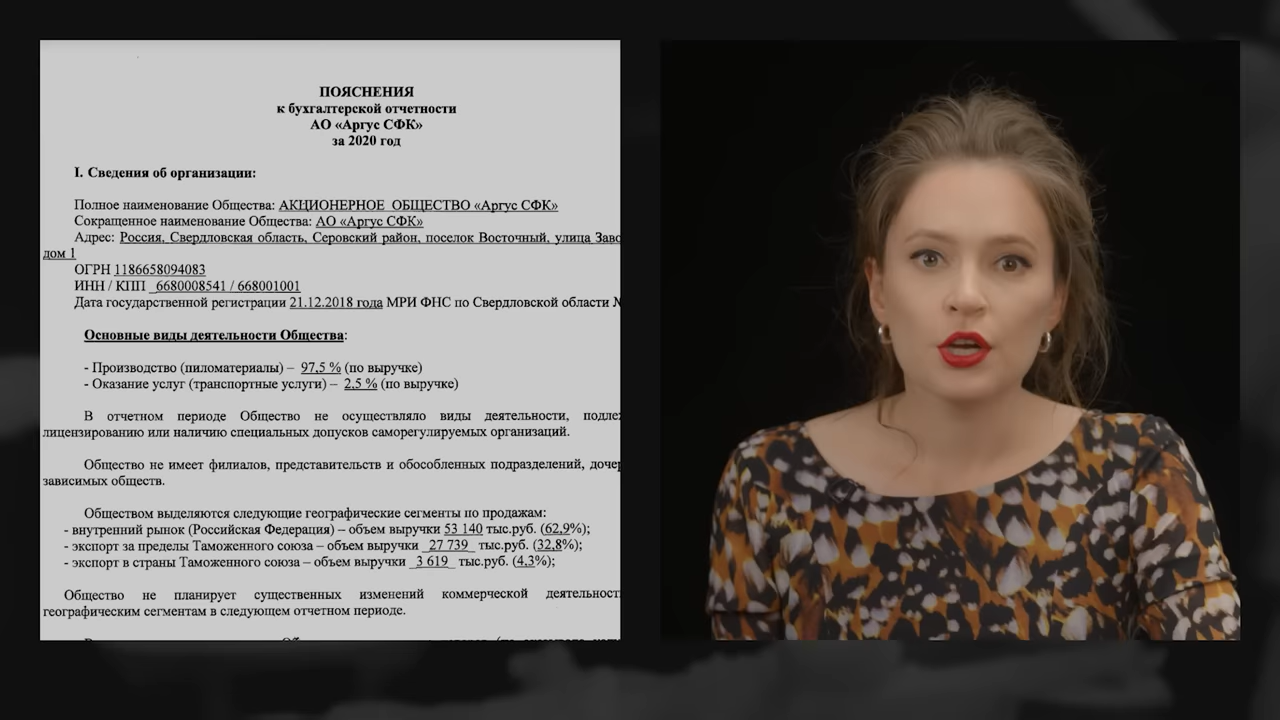 ПОЯСНЕНИЯ
к бухгалтерской отчетности
АО «Аргус СФК»
за 2020 год
I. Сведения об организации:
Полное наименование Общества: АКЦИОНЕРНОЕ ОБЩЕСТВО «Аргус СФК»
Сокращенное наименование Общества: АО «Аргус СФК»
Адрес: Россия, Свердловская область, Серовский район, поселок Восточный, улица Заво
дом 1
ОГРН 1186658094083
ИНН / КПП 6680008541 / 668001001
Дата государственной регистрации 21.12.2018 года МРИ ФНС по Свердловской области №
Основные виды деятельности Общества:
- Производство (пиломатериалы) – 97,5 % (по выручке)
- Оказание услуг (транспортные услуги) – 2,5 % (по выручке)
В отчетном периоде Общество не осуществляло виды деятельности, подле
лицензированию или наличию специальных допусков саморегулируемых организаций.
Общество не имеет филиалов, представительств и обособленных подразделений, дочер
зависимых обществ.
Обществом выделяются следующие географические сегменты по продажам:
- внутренний рынок (Российская Федерация) – объем выручки 53 140 тыс.руб. (62,9%);
- экспорт за пределы Таможенного союза – объем выручки 27 739 тыс.руб. (32,8%);
- экспорт в страны Таможенного союза – объем выручки 3 619 тыс.руб. (4,3%);
Общество не планирует существенных изменений коммерческой деятельност
географическим сегментам в следующем отчетном периоде.